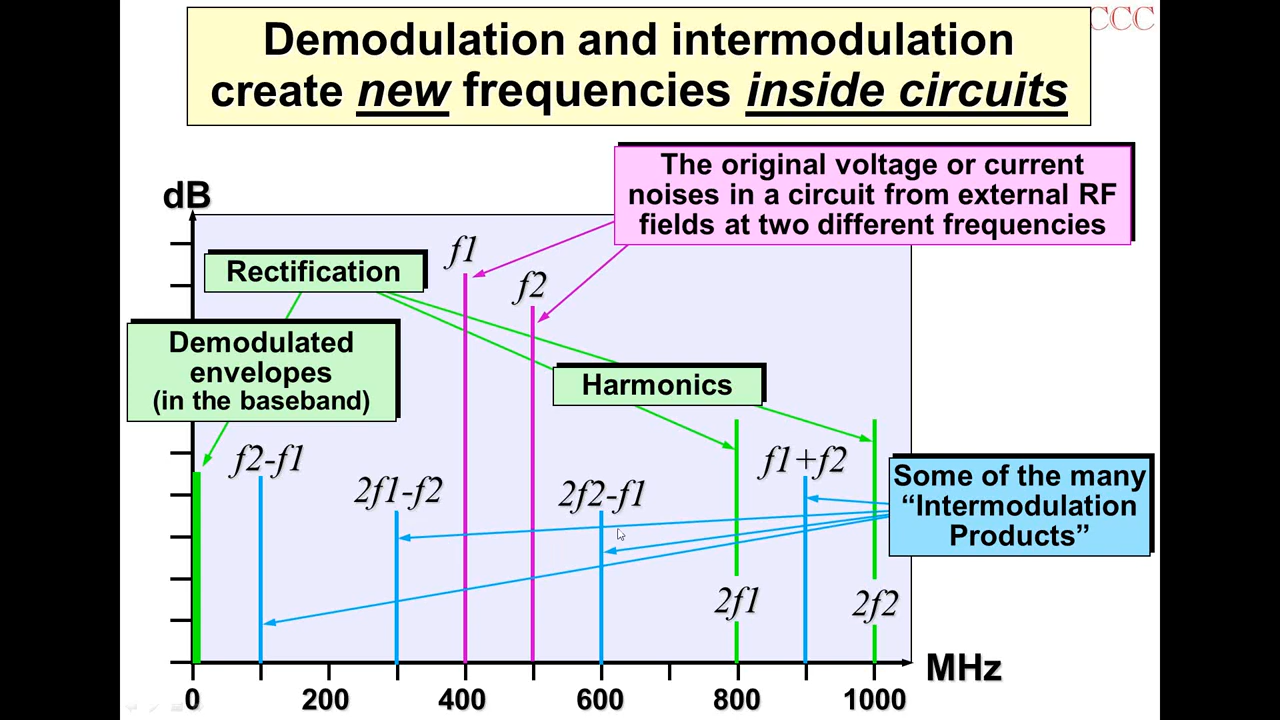 Demodulation and intermodulation
create new frequencies inside circuits
CCC
The original voltage or current
noises in a circuit from external RF
fields at two different frequencies
dB
f1
Rectification
f2
Demodulated
envelopes
(in the baseband)
Harmonics
f2-f1
2f1-f2
2f2-f1
f1+f2
Some of the many
“Intermodulation
Products”
2f1
2f2
MHz
0 200 400 600 800 1000